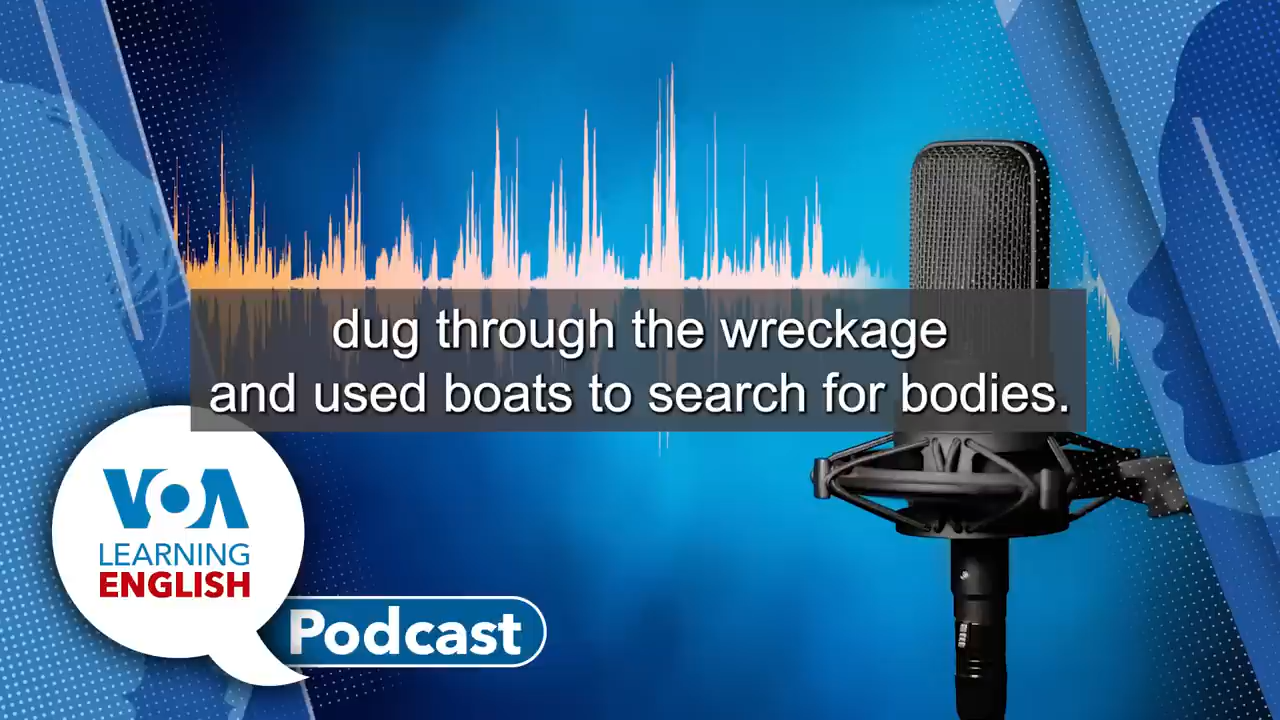 dug through the wreckage
and used boats to search for bodies.
VOA
LEARNING
ENGLISH
Podcast